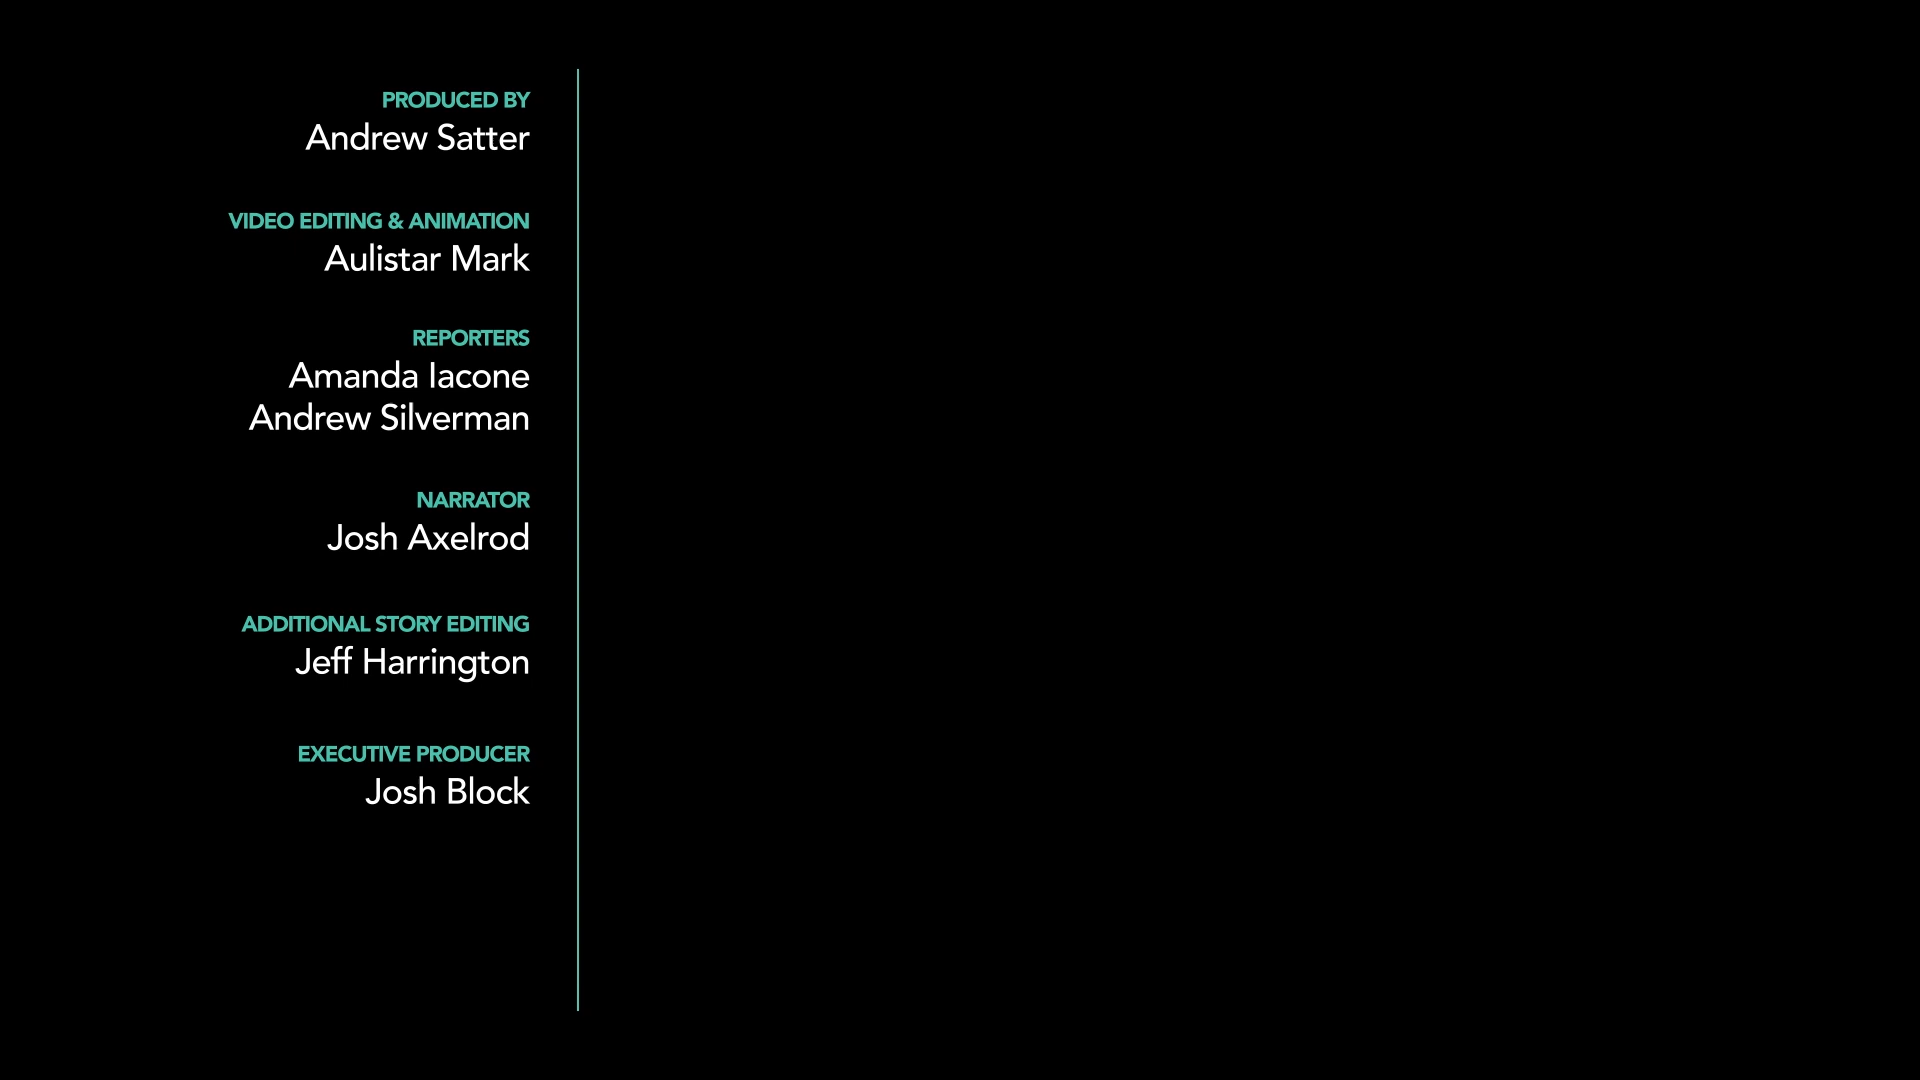 PRODUCED BY
Andrew Satter
VIDEO EDITING & ANIMATION
Aulistar Mark
REPORTERS
Amanda Iacone
Andrew Silverman
NARRATOR
Josh Axelrod
ADDITIONAL STORY EDITING
Jeff Harrington
EXECUTIVE PRODUCER
Josh Block